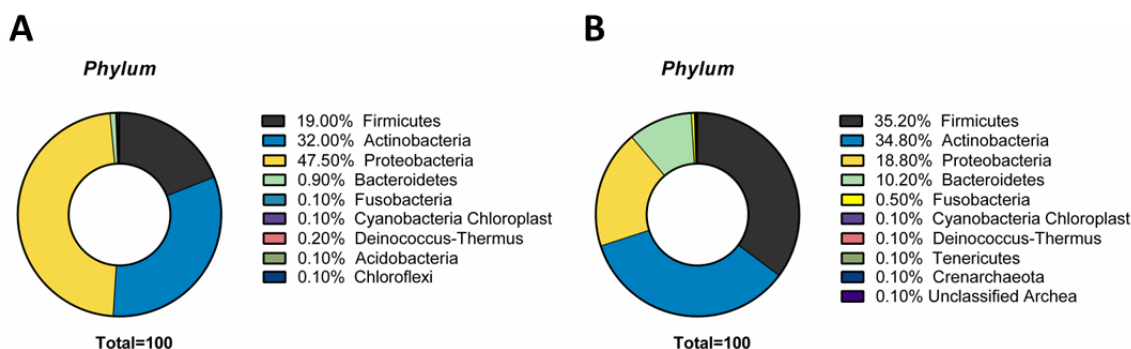 A
Phylum
19.00% Firmicutes
32.00% Actinobacteria
47.50% Proteobacteria
0.90% Bacteroidetes
0.10% Fusobacteria
0.10% Cyanobacteria Chloroplast
0.20% Deinococcus-Thermus
0.10% Acidobacteria
0.10% Chloroflexi
Total=100
B
Phylum
35.20% Firmicutes
34.80% Actinobacteria
18.80% Proteobacteria
10.20% Bacteroidetes
0.50% Fusobacteria
0.10% Cyanobacteria Chloroplast
0.10% Deinococcus-Thermus
0.10% Tenericutes
0.10% Crenarchaeota
0.10% Unclassified Archea
Total=100